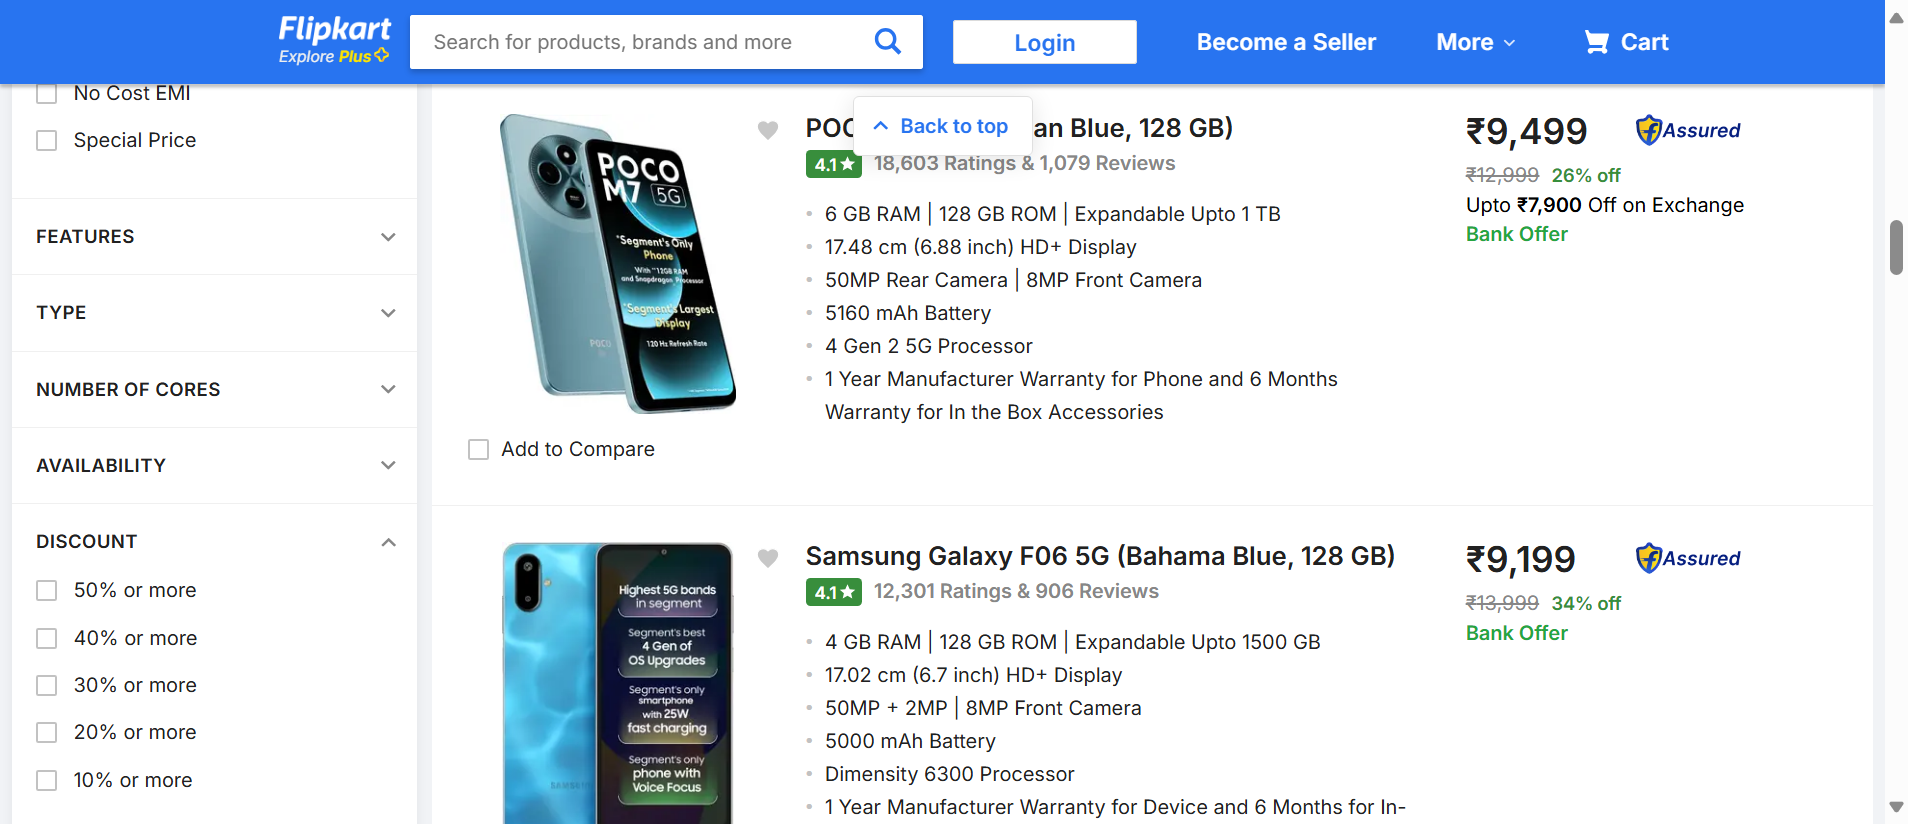 Flipkart
Explore Plus
Search for products, brands and more
Login
Become a Seller
More
Cart
No Cost EMI
Special Price
FEATURES
TYPE
NUMBER OF CORES
AVAILABILITY
DISCOUNT
50% or more
40% or more
30% or more
20% or more
10% or more
Back to top
POCO
M7 5G
"Segment's Only
Phone
With "12GB RAM
and Snapdragon Processor
"Segment's Largest
Display
120 Hz Refresh Rate
POCO
Add to Compare
an Blue, 128 GB)
4.1★ 18,603 Ratings & 1,079 Reviews
6 GB RAM | 128 GB ROM | Expandable Upto 1 TB
17.48 cm (6.88 inch) HD+ Display
50MP Rear Camera | 8MP Front Camera
5160 mAh Battery
4 Gen 2 5G Processor
1 Year Manufacturer Warranty for Phone and 6 Months
Warranty for In the Box Accessories
₹9,499
Assured
₹12,999 26% off
Upto ₹7,900 Off on Exchange
Bank Offer
Highest 5G bands
in segment
Segment's best
4 Gen of
OS Upgrades
Segment's only
smartphone
with 25W
fast charging
Segment's only
phone with
Voice Focus
SAMSUNG
Samsung Galaxy F06 5G (Bahama Blue, 128 GB)
4.1★ 12,301 Ratings & 906 Reviews
4 GB RAM | 128 GB ROM | Expandable Upto 1500 GB
17.02 cm (6.7 inch) HD+ Display
50MP + 2MP | 8MP Front Camera
5000 mAh Battery
Dimensity 6300 Processor
1 Year Manufacturer Warranty for Device and 6 Months for In-
₹9,199
Assured
₹13,999 34% off
Bank Offer